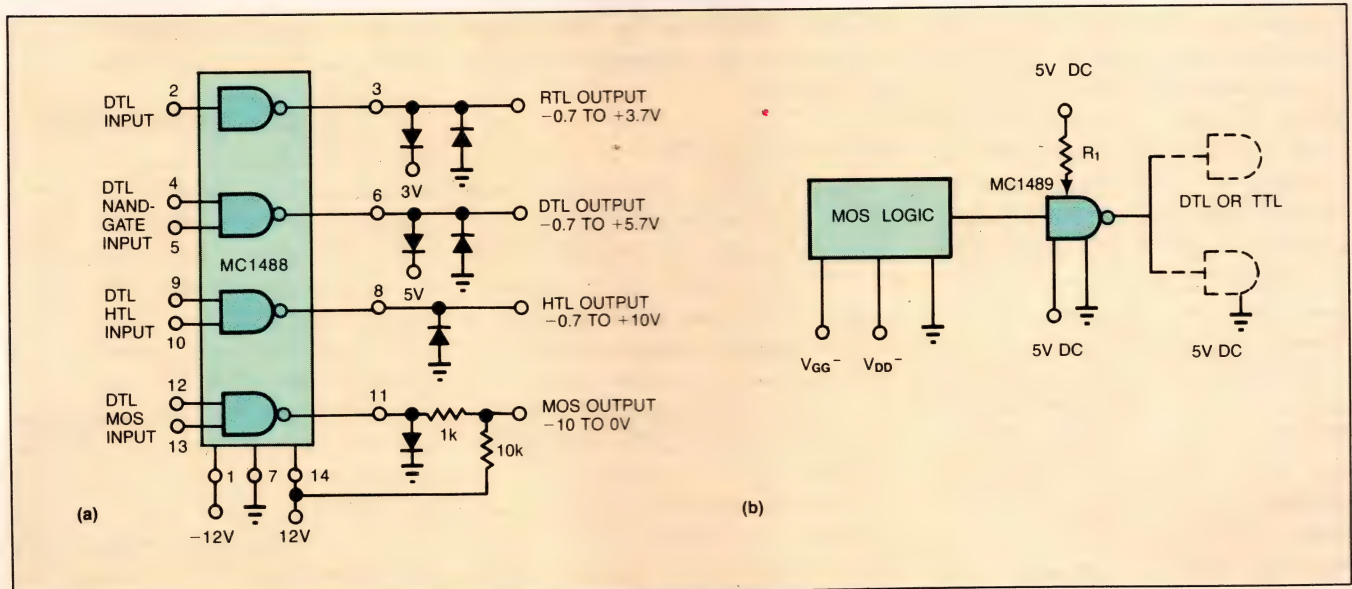 2
DTL
INPUT
3
RTL OUTPUT
−0.7 TO +3.7V
3V
4
DTL
NAND-
GATE
INPUT
5
6
DTL OUTPUT
−0.7 TO +5.7V
5V
MC1488
9
DTL
HTL
INPUT
10
8
HTL OUTPUT
−0.7 TO +10V
12
DTL
MOS
INPUT
13
11
1k
10k
MOS OUTPUT
−10 TO 0V
1
7
14
−12V
12V
(a)
5V DC
R1
MC1489
MOS LOGIC
DTL OR TTL
VGG−
VDD−
5V DC
5V DC
(b)